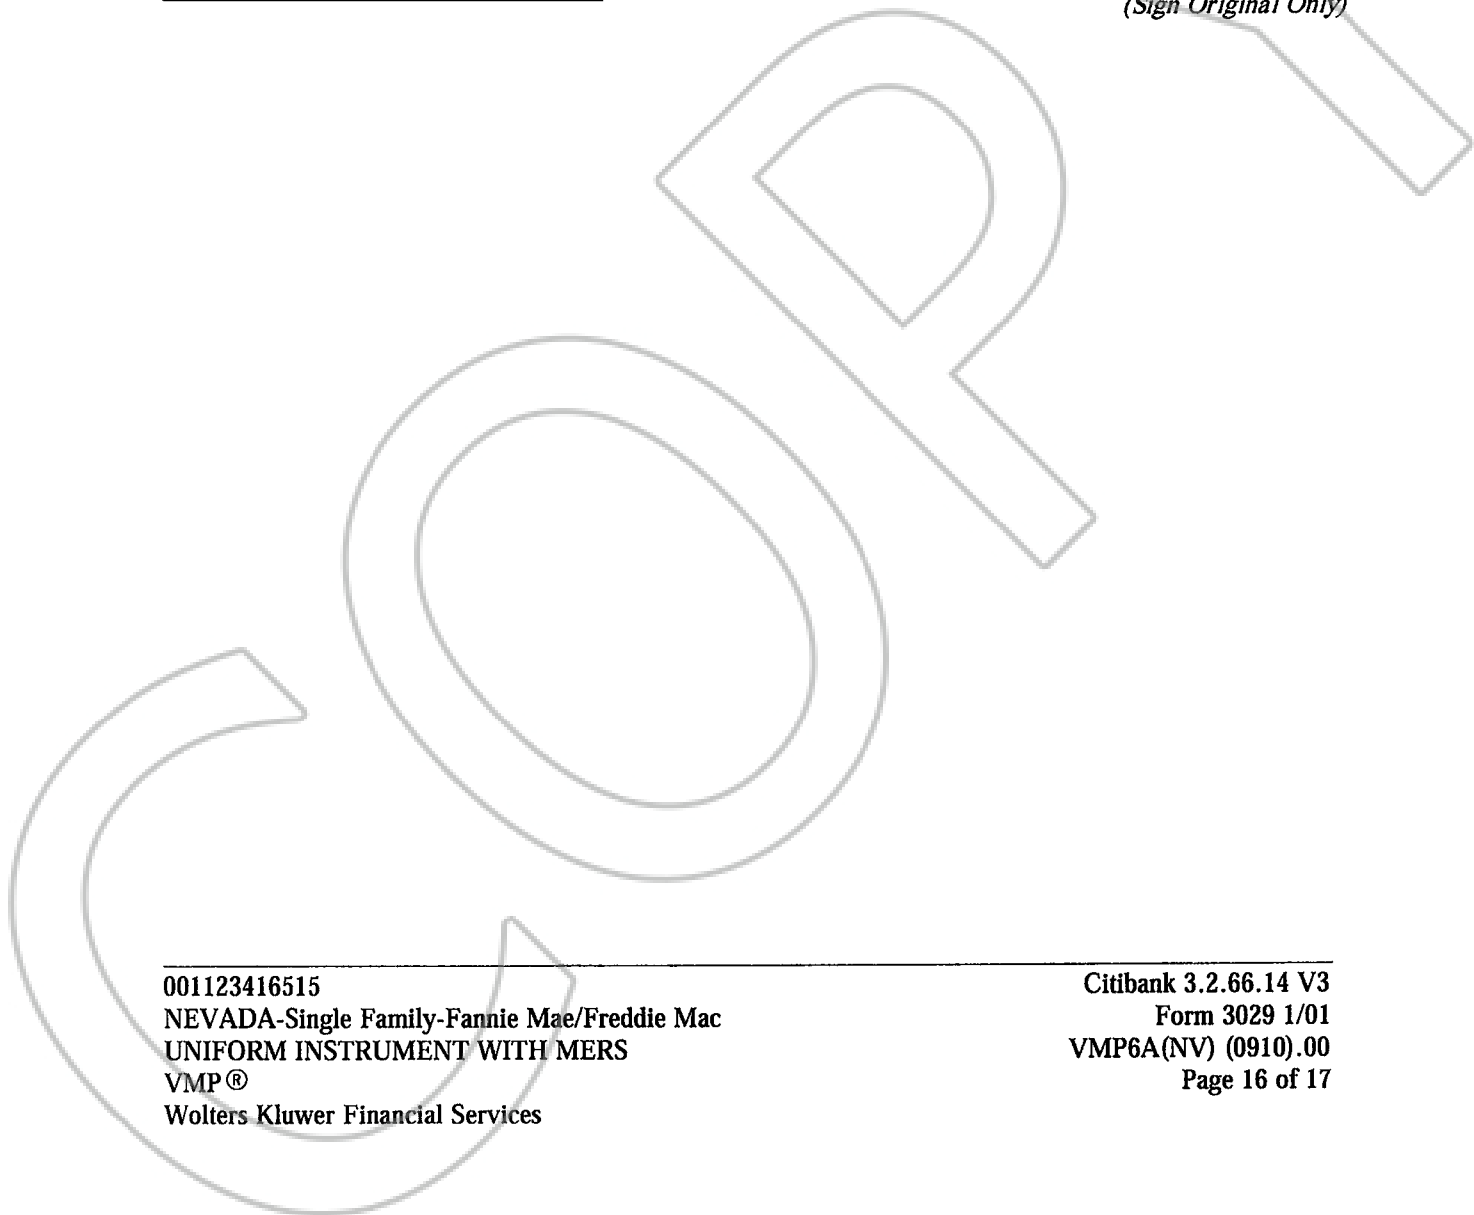 (Sign Original Only)
COPY
001123416515
NEVADA-Single Family-Fannie Mae/Freddie Mac
UNIFORM INSTRUMENT WITH MERS
VMP®
Wolters Kluwer Financial Services
Citibank 3.2.66.14 V3
Form 3029 1/01
VMP6A(NV) (0910).00
Page 16 of 17